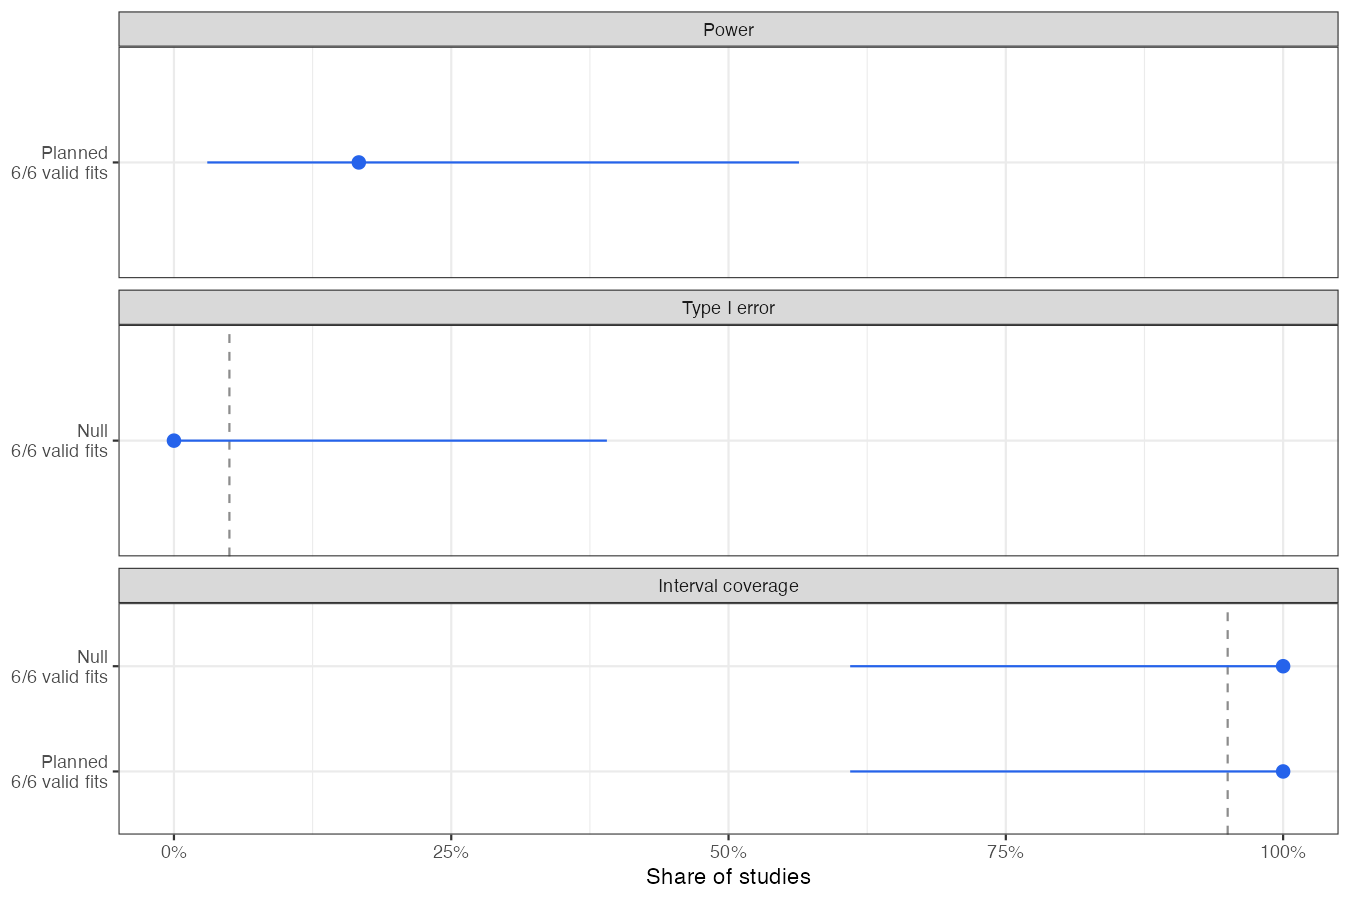 Power
Planned
6/6 valid fits
Type I error
Null
6/6 valid fits
Interval coverage
Null
6/6 valid fits
Planned
6/6 valid fits
0%
25%
50%
75%
100%
Share of studies